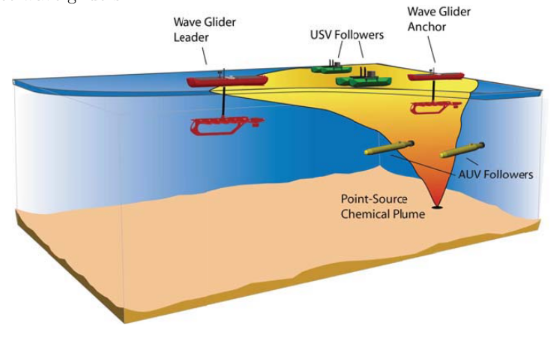 Wave Glider
Leader
USV Followers
Wave Glider
Anchor
AUV Followers
Point-Source
Chemical Plume